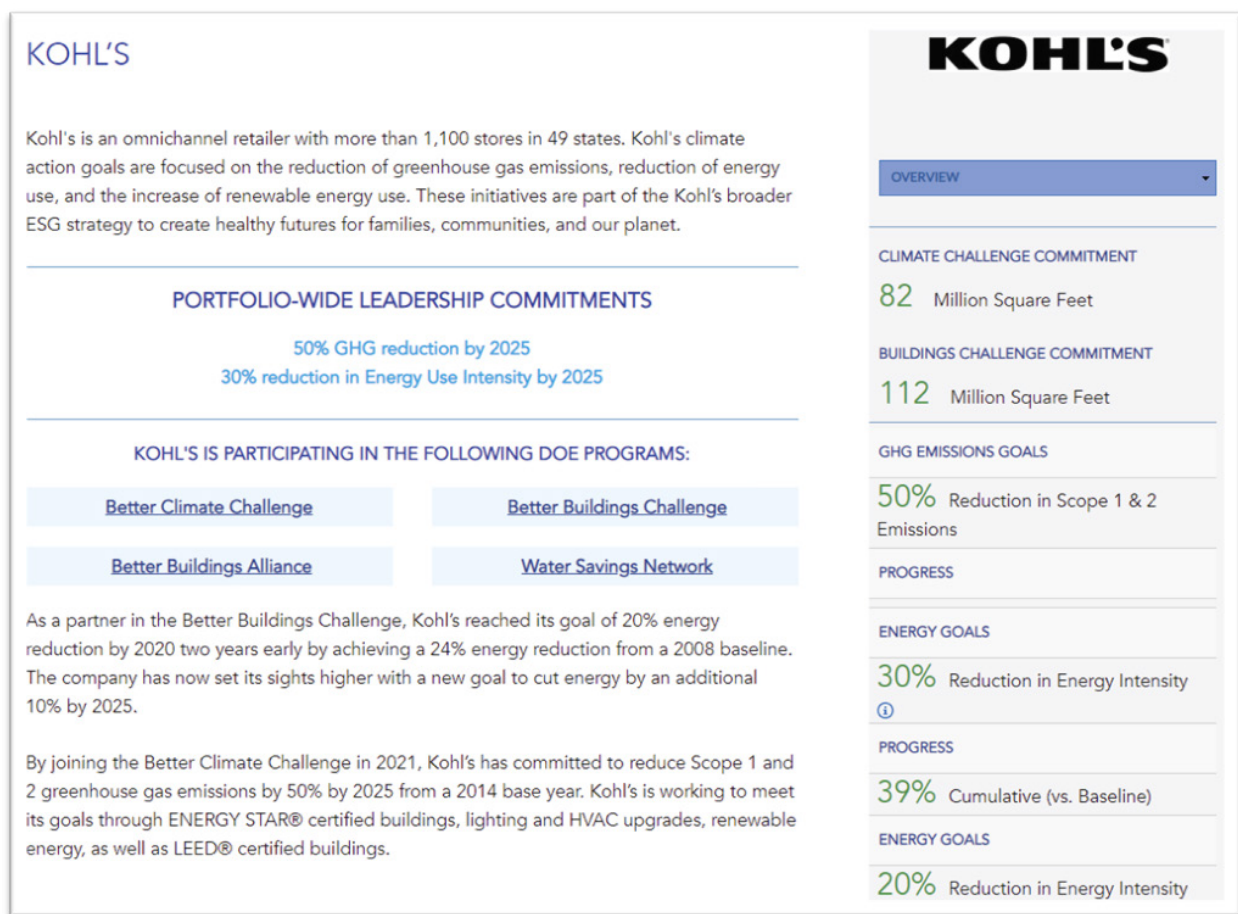 KOHL'S
Kohl's is an omnichannel retailer with more than 1,100 stores in 49 states. Kohl's climate
action goals are focused on the reduction of greenhouse gas emissions, reduction of energy
use, and the increase of renewable energy use. These initiatives are part of the Kohl's broader
ESG strategy to create healthy futures for families, communities, and our planet.
PORTFOLIO-WIDE LEADERSHIP COMMITMENTS
50% GHG reduction by 2025
30% reduction in Energy Use Intensity by 2025
KOHL'S IS PARTICIPATING IN THE FOLLOWING DOE PROGRAMS:
Better Climate Challenge
Better Buildings Challenge
Better Buildings Alliance
Water Savings Network
As a partner in the Better Buildings Challenge, Kohl's reached its goal of 20% energy
reduction by 2020 two years early by achieving a 24% energy reduction from a 2008 baseline.
The company has now set its sights higher with a new goal to cut energy by an additional
10% by 2025.
By joining the Better Climate Challenge in 2021, Kohl's has committed to reduce Scope 1 and
2 greenhouse gas emissions by 50% by 2025 from a 2014 base year. Kohl's is working to meet
its goals through ENERGY STAR® certified buildings, lighting and HVAC upgrades, renewable
energy, as well as LEED® certified buildings.
KOHL'S
OVERVIEW
CLIMATE CHALLENGE COMMITMENT
82 Million Square Feet
BUILDINGS CHALLENGE COMMITMENT
112 Million Square Feet
GHG EMISSIONS GOALS
50% Reduction in Scope 1 & 2
Emissions
PROGRESS
ENERGY GOALS
30% Reduction in Energy Intensity
PROGRESS
39% Cumulative (vs. Baseline)
ENERGY GOALS
20% Reduction in Energy Intensity